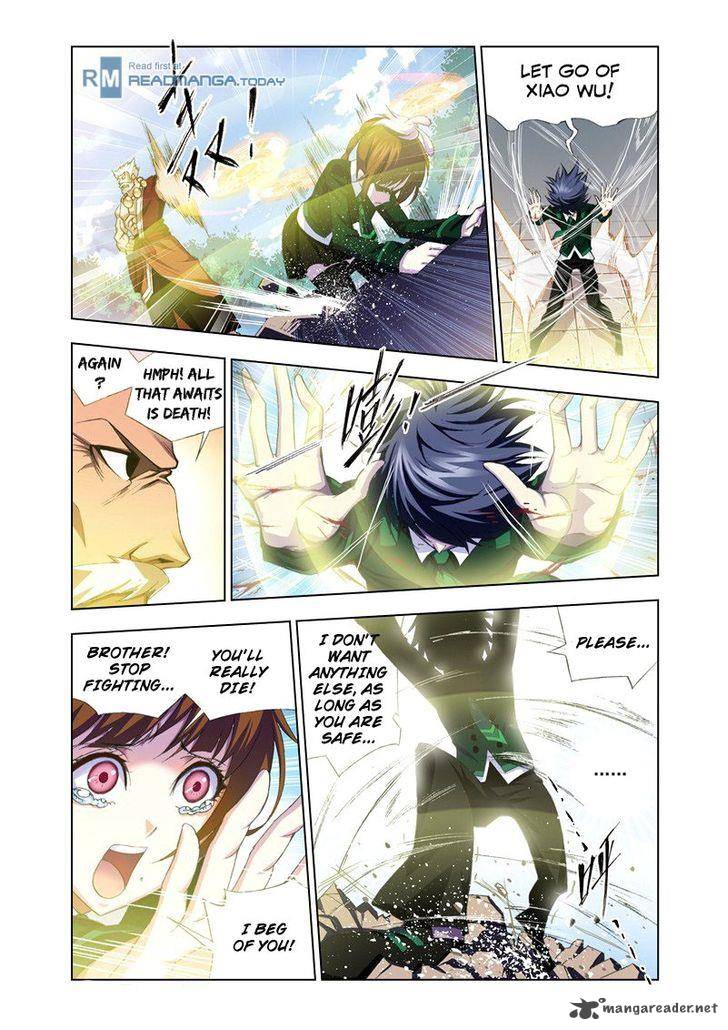 Read first at
RM
READMANGA.TODAY
LET GO OF
XIAO WU!
AGAIN
?
HMPH! ALL
THAT AWAITS
IS DEATH!
嘭
BROTHER!
STOP
FIGHTING...
YOU'LL
REALLY
DIE!
I BEG
OF YOU!
I DON'T
WANT
ANYTHING
ELSE, AS
LONG AS
YOU ARE
SAFE...
PLEASE...
......
mangareader.net